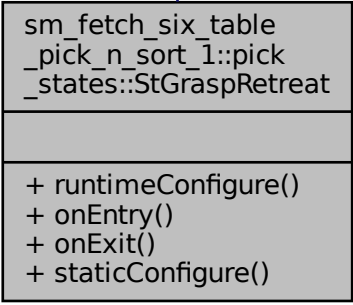 sm_fetch_six_table
_pick_n_sort_1::pick
_states::StGraspRetreat
+ runtimeConfigure()
+ onEntry()
+ onExit()
+ staticConfigure()